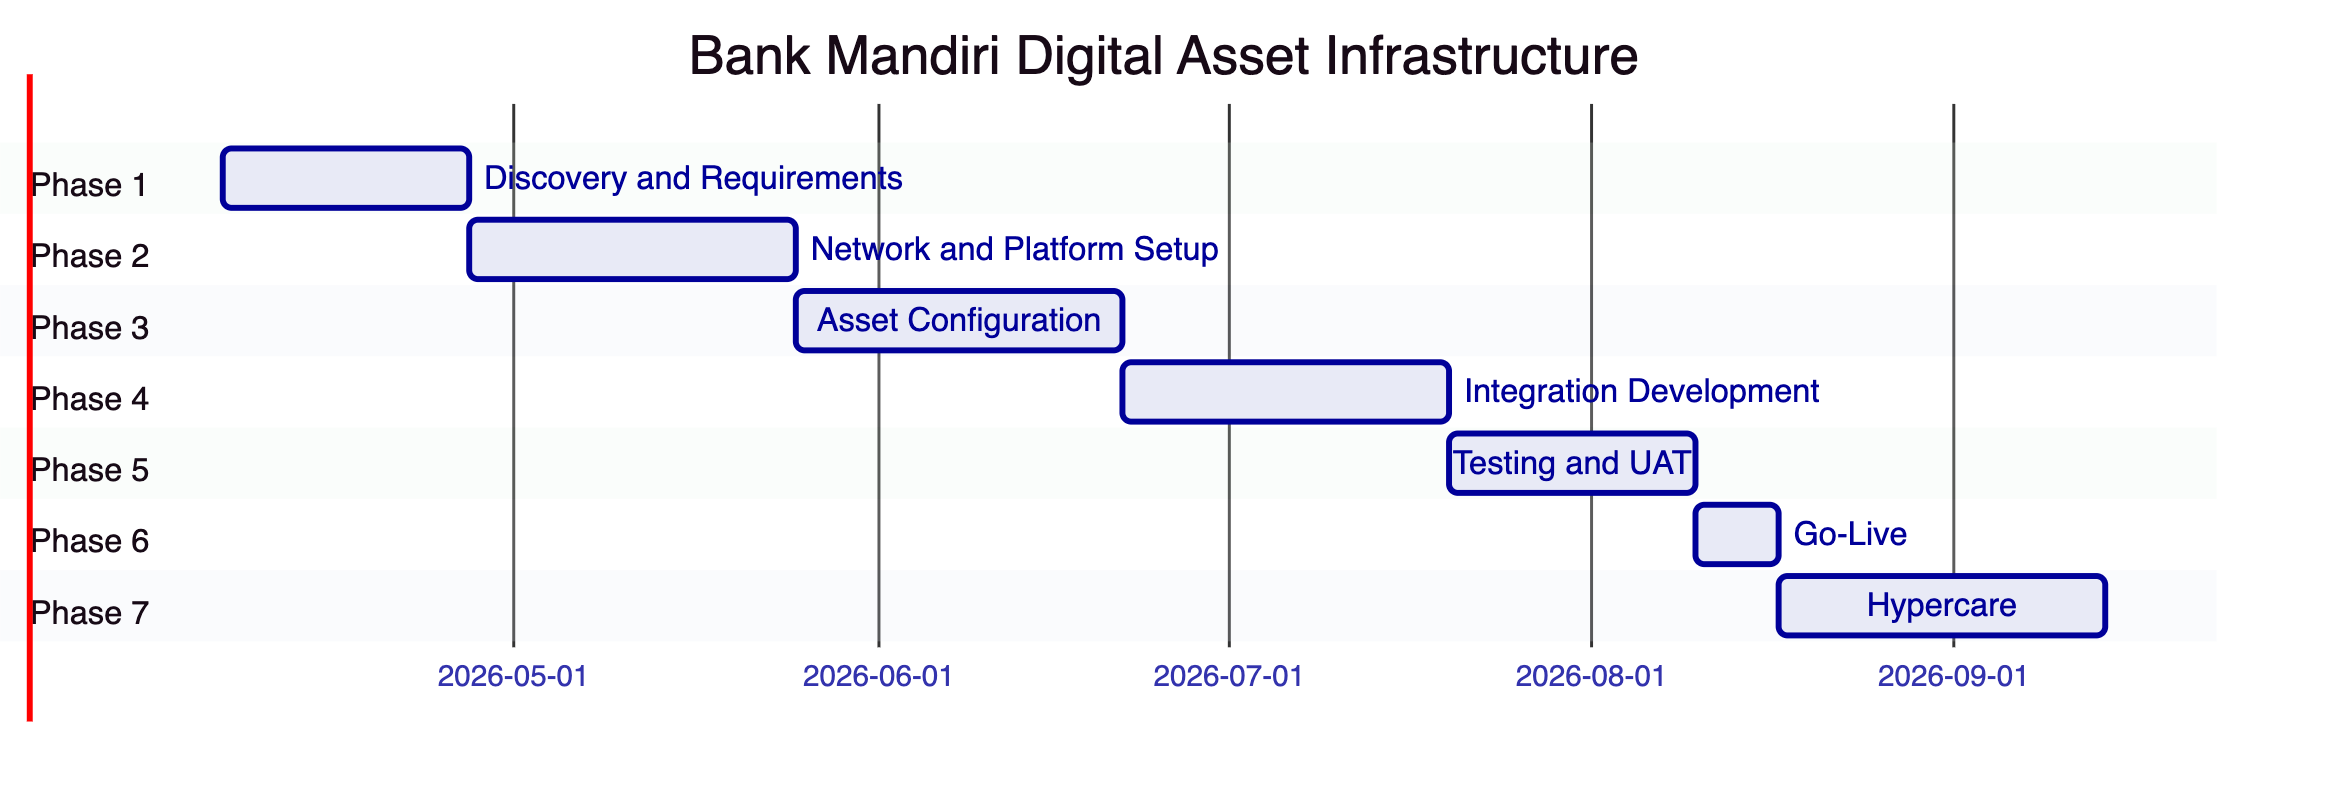 Bank Mandiri Digital Asset Infrastructure
Phase 1
Discovery and Requirements
Phase 2
Network and Platform Setup
Phase 3
Asset Configuration
Phase 4
Integration Development
Phase 5
Testing and UAT
Phase 6
Go-Live
Phase 7
Hypercare
2026-05-01
2026-06-01
2026-07-01
2026-08-01
2026-09-01